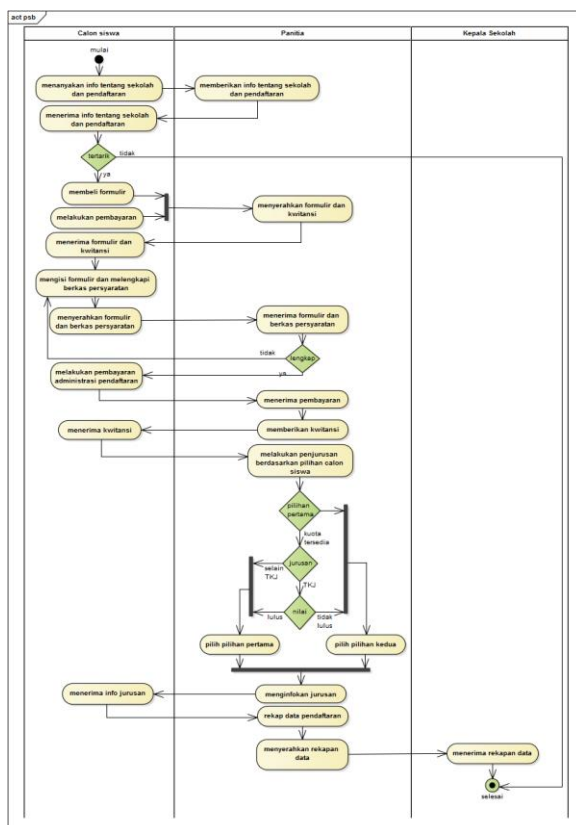 act psb
Calon siswa
Panitia
Kepala Sekolah
mulai
menanyakan info tentang sekolah
dan pendaftaran
memberikan info tentang sekolah
dan pendaftaran
menerima info tentang sekolah
dan pendaftaran
tertarik
tidak
ya
membeli formulir
melakukan pembayaran
menyerahkan formulir dan
kwitansi
menerima formulir dan
kwitansi
mengisi formulir dan melengkapi
berkas persyaratan
menyerahkan formulir
dan berkas persyaratan
menerima formulir dan
berkas persyaratan
tidak
lengkap
ya
melakukan pembayaran
administrasi pendaftaran
menerima pembayaran
memberikan kwitansi
menerima kwitansi
melakukan penjurusan
berdasarkan pilihan calon
siswa
pilihan
pertama
kuota
tersedia
jurusan
selain
TKJ
TKJ
nilai
lulus
tidak
lulus
pilih pilihan pertama
pilih pilihan kedua
menginfokan jurusan
menerima info jurusan
rekap data pendaftaran
menyerahkan rekapan
data
menerima rekapan data
selesai